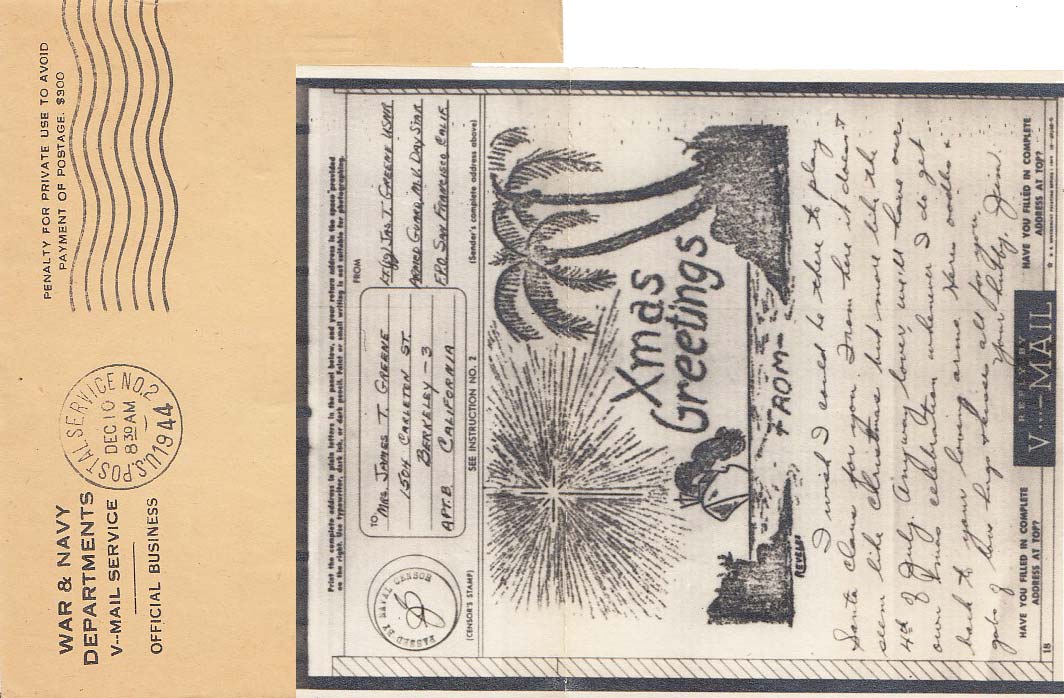 WAR & NAVY
DEPARTMENTS
V-MAIL SERVICE
OFFICIAL BUSINESS
U.S. POSTAL SERVICE NO. 2
DEC 10
8 30 AM
1944
PENALTY FOR PRIVATE USE TO AVOID
PAYMENT OF POSTAGE, $300
Print the complete address in plain letters in the panel below, and your return address in the space provided
on the right. Use typewriter, dark ink, or dark pencil. Faint or small writing is not suitable for photographing.
PASSED BY NAVAL CENSOR
(CENSOR'S STAMP)
TO
MRS. JAMES T. GREENE
1504 CARLETON ST.
BERKELEY - 3
APT. B CALIFORNIA
SEE INSTRUCTION NO. 2
FROM
LT(JG) JAS. T. GREENE USNR
ARMED GUARD, M.V. DAY STAR
F.P.O. SAN FRANCISCO CALIF
(Sender's complete address above)
Xmas
Greetings
FROM—
REVELES
I wish I could be there to play
Santa Claus for you. From here it doesnt
seem like Christmas but more like the
4th of July. Anyway lover we'll have our
own Xmas celebration whenever I do get
back to your loving arms. Here's oodles &
gobs of love hugs & kisses all for you
Your hubby, Jim.
HAVE YOU FILLED IN COMPLETE
ADDRESS AT TOP?
REPLY BY
V···—MAIL
HAVE YOU FILLED IN COMPLETE
ADDRESS AT TOP?
18